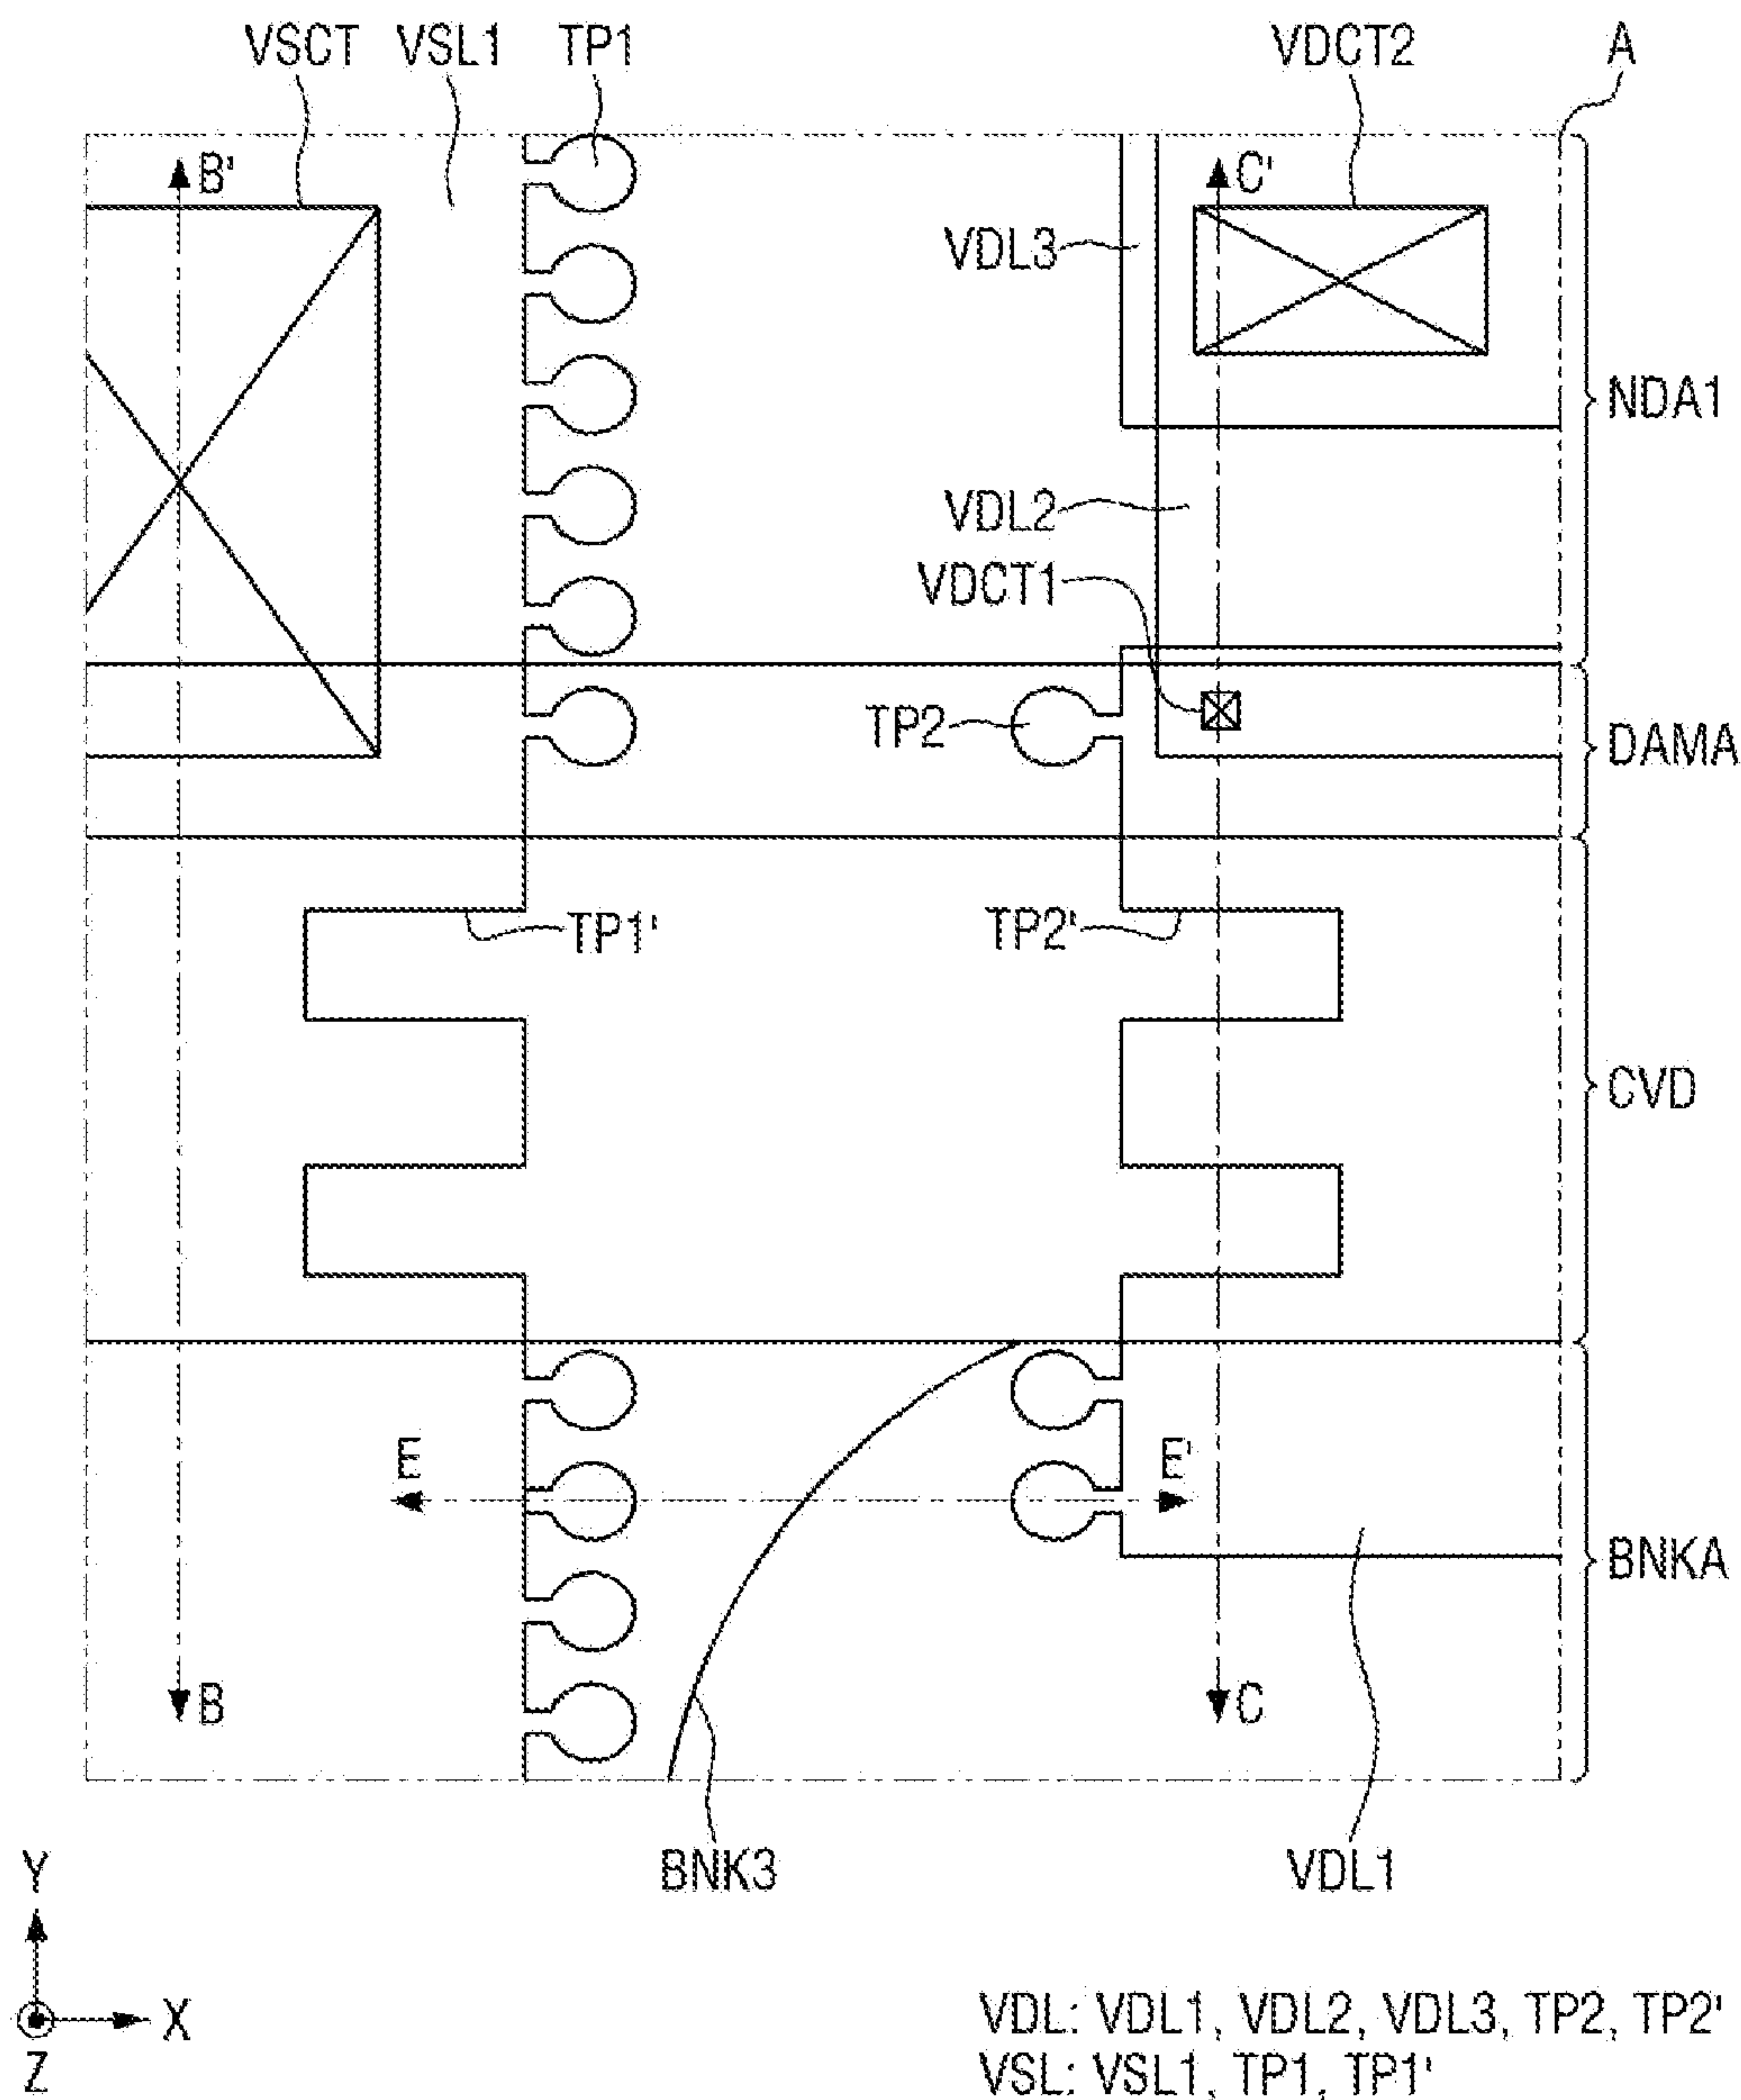 VSCT VSL1 TP1 VDCT2 A
B' C'
VDL3
NDA1
VDL2
VDCT1
TP2 DAMA
TP1' TP2'
CVD
E E'
BNKA
B C
BNK3 VDL1
Y
X
Z
VDL: VDL1, VDL2, VDL3, TP2, TP2'
VSL: VSL1, TP1, TP1'